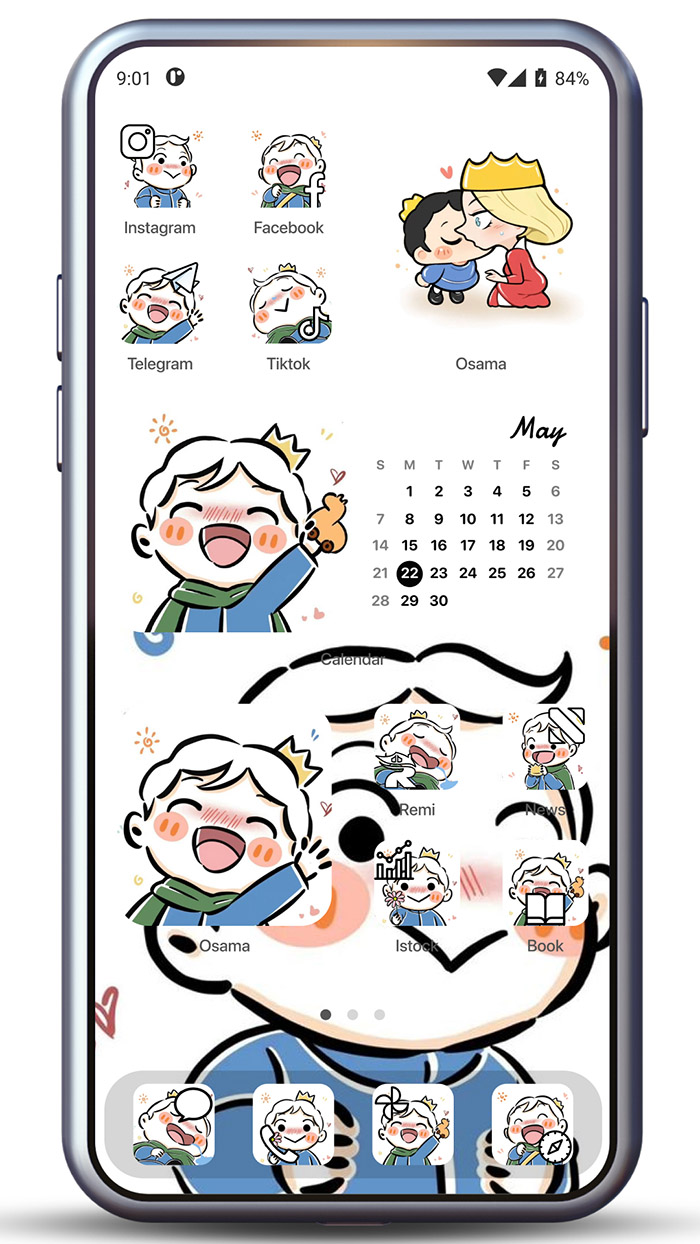 9:01
84%
Instagram
Facebook
Telegram
Tiktok
Osama
May
S M T W T F S
1 2 3 4 5 6
7 8 9 10 11 12 13
14 15 16 17 18 19 20
21 22 23 24 25 26 27
28 29 30
Calendar
Remi
News
Osama
Istock
Book